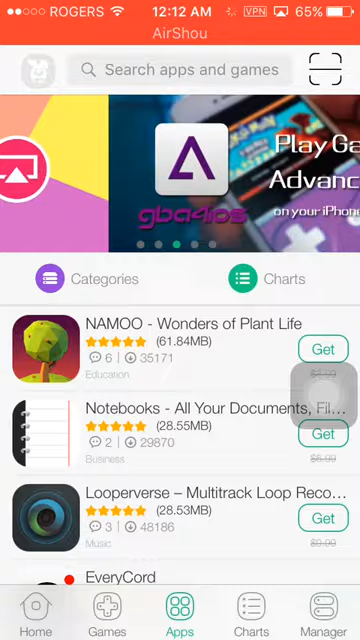 ROGERS 12:12 AM VPN 65%
AirShou
Search apps and games
Play Ga
Advanc
on your iPhone
gba4ios
Categories
Charts
NAMOO - Wonders of Plant Life
(61.84MB)
Get
6 | 35171
Education
Notebooks - All Your Documents, Fil...
(28.55MB)
Get
2 | 29870
Business
$6.99
Looperverse – Multitrack Loop Reco...
(28.53MB)
Get
3 | 48186
Music
EveryCord
Home
Games
Apps
Charts
Manager